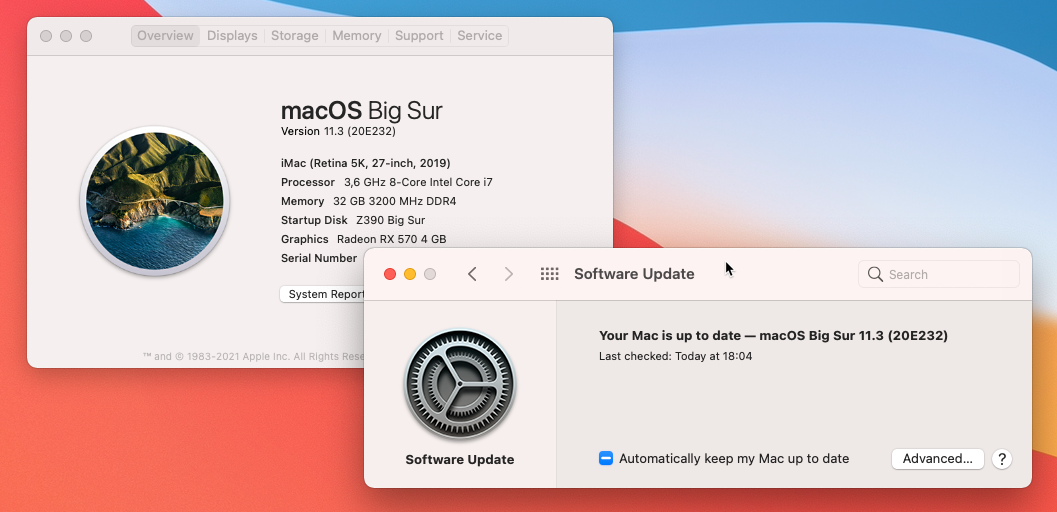 Overview Displays Storage Memory Support Service
macOS Big Sur
Version 11.3 (20E232)
iMac (Retina 5K, 27-inch, 2019)
Processor 3,6 GHz 8-Core Intel Core i7
Memory 32 GB 3200 MHz DDR4
Startup Disk Z390 Big Sur
Graphics Radeon RX 570 4 GB
Serial Number
System Report
™ and © 1983-2021 Apple Inc. All Rights
Software Update
Search
Your Mac is up to date — macOS Big Sur 11.3 (20E232)
Last checked: Today at 18:04
Software Update
Automatically keep my Mac up to date
Advanced...
?